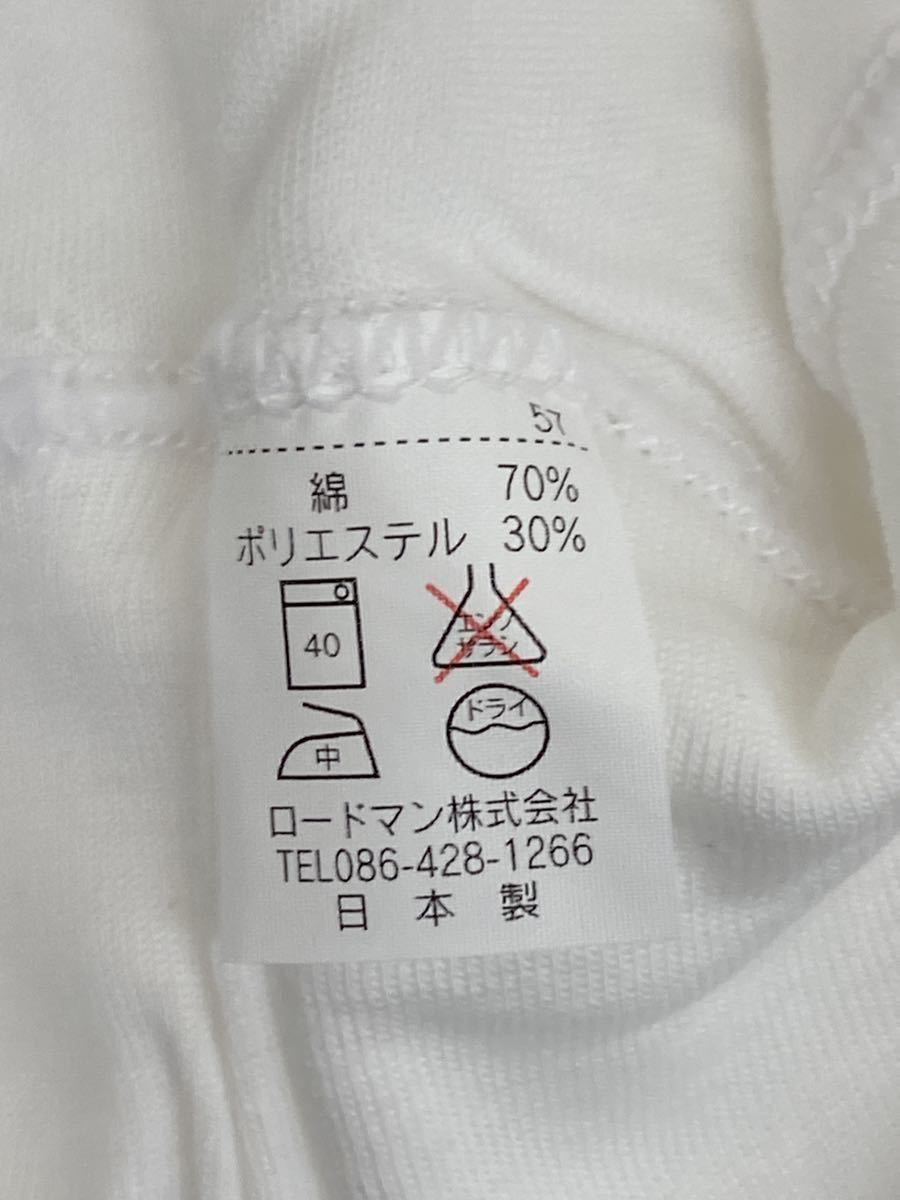 57
綿 70%
ポリエステル 30%
40
エンソ
サラシ
中
ドライ
ロードマン株式会社
TEL086-428-1266
日本製